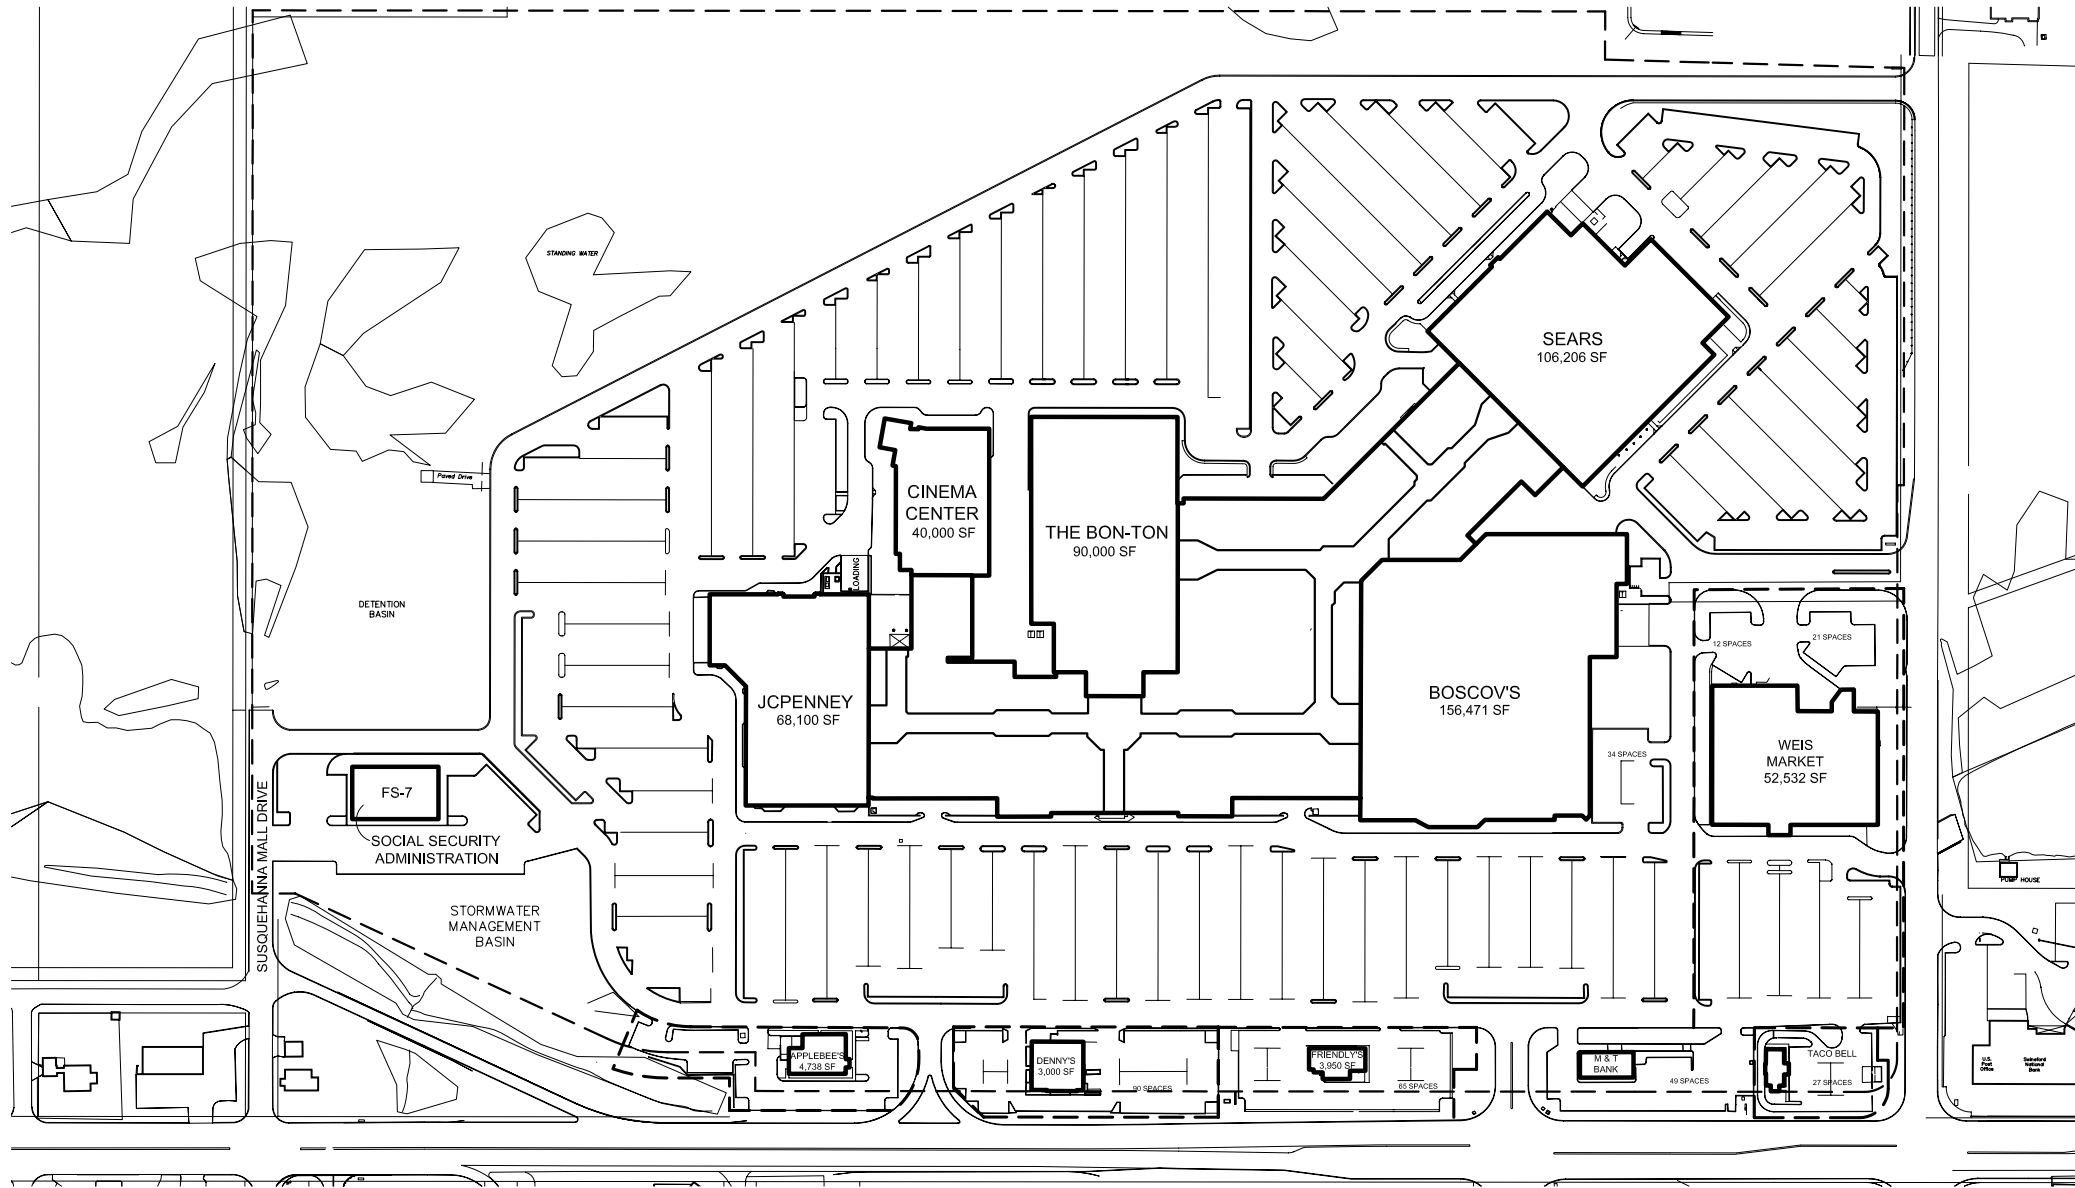 STANDING WATER
SEARS
106,206 SF
Paved Drive
CINEMA
CENTER
40,000 SF
THE BON-TON
90,000 SF
LOADING
DETENTION
BASIN
12 SPACES
21 SPACES
JCPENNEY
68,100 SF
BOSCOV'S
156,471 SF
34 SPACES
WEIS
MARKET
52,532 SF
FS-7
SOCIAL SECURITY
ADMINISTRATION
SUSQUEHANNA MALL DRIVE
STORMWATER
MANAGEMENT
BASIN
PUMP HOUSE
APPLEBEE'S
4,738 SF
DENNY'S
3,000 SF
90 SPACES
FRIENDLY'S
3,950 SF
65 SPACES
M & T
BANK
49 SPACES
TACO BELL
27 SPACES
U.S.
Post
Office
Swineford
National
Bank